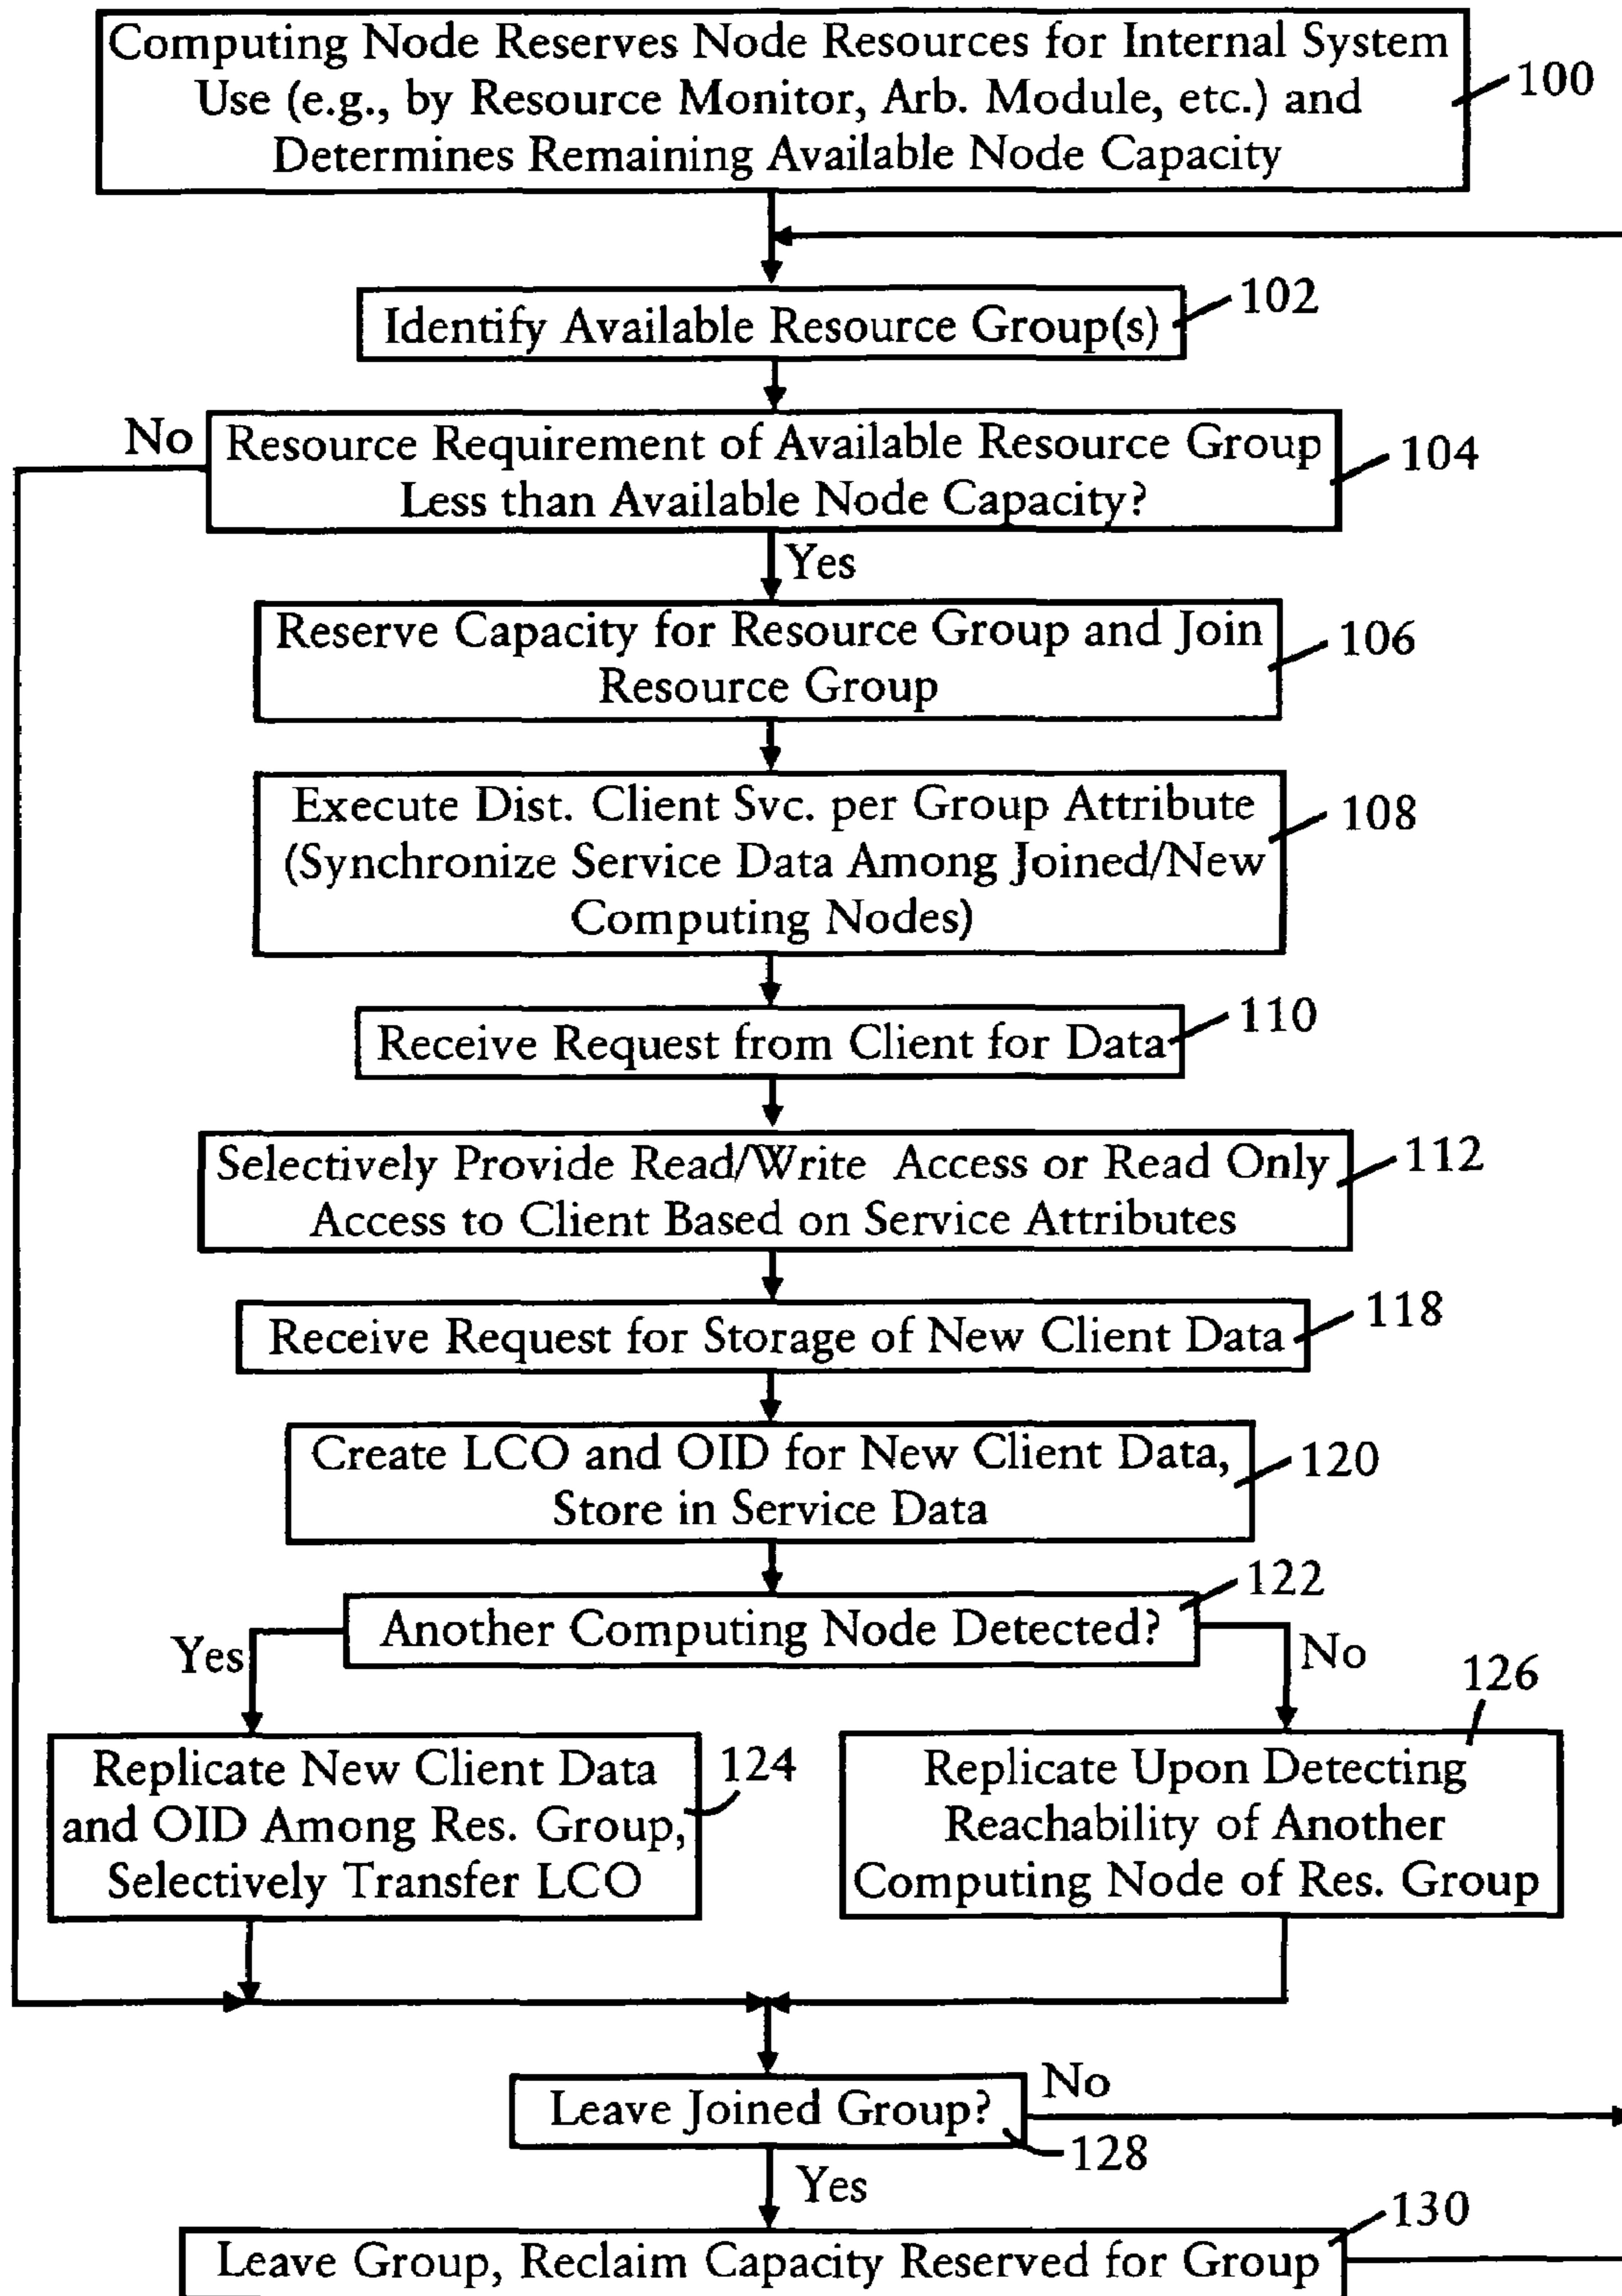 Computing Node Reserves Node Resources for Internal System
Use (e.g., by Resource Monitor, Arb. Module, etc.) and
Determines Remaining Available Node Capacity
100
Identify Available Resource Group(s)
102
No
Resource Requirement of Available Resource Group
Less than Available Node Capacity?
104
Yes
Reserve Capacity for Resource Group and Join
Resource Group
106
Execute Dist. Client Svc. per Group Attribute
(Synchronize Service Data Among Joined/New
Computing Nodes)
108
Receive Request from Client for Data
110
Selectively Provide Read/Write Access or Read Only
Access to Client Based on Service Attributes
112
Receive Request for Storage of New Client Data
118
Create LCO and OID for New Client Data,
Store in Service Data
120
Another Computing Node Detected?
122
Yes
No
Replicate New Client Data
and OID Among Res. Group,
Selectively Transfer LCO
124
Replicate Upon Detecting
Reachability of Another
Computing Node of Res. Group
126
Leave Joined Group?
No
128
Yes
Leave Group, Reclaim Capacity Reserved for Group
130